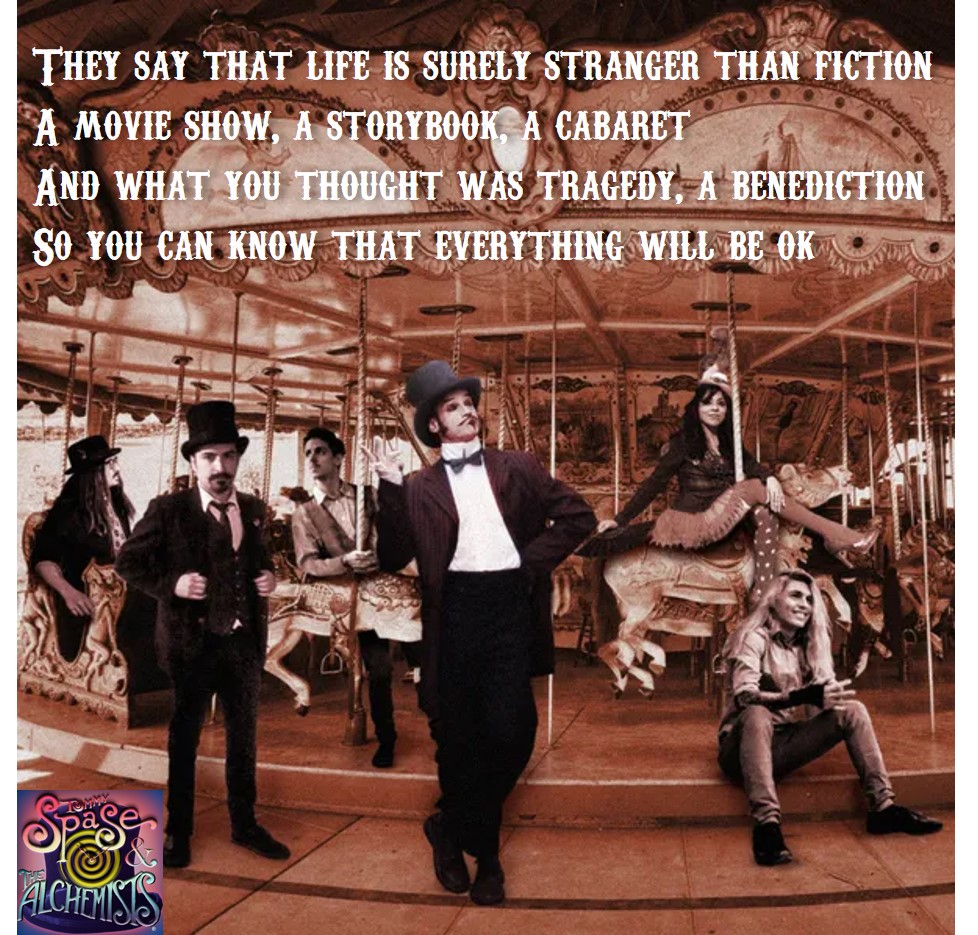 They say that life is surely stranger than fiction
A movie show, a storybook, a cabaret
And what you thought was tragedy, a benediction
So you can know that everything will be ok
Tommy
Spase
&
The
Alchemists